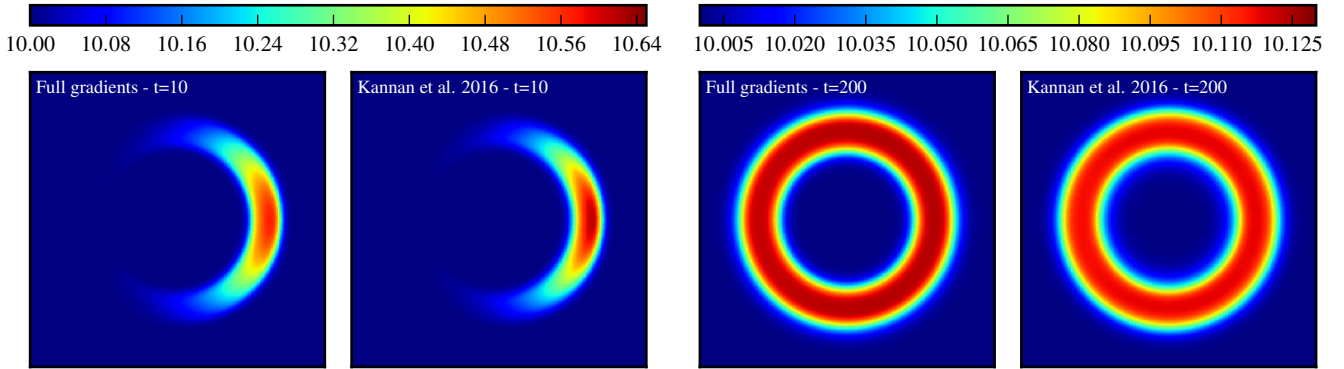 10.00 10.08 10.16 10.24 10.32 10.40 10.48 10.56 10.64
10.005 10.020 10.035 10.050 10.065 10.080 10.095 10.110 10.125
Full gradients - t=10
Kannan et al. 2016 - t=10
Full gradients - t=200
Kannan et al. 2016 - t=200